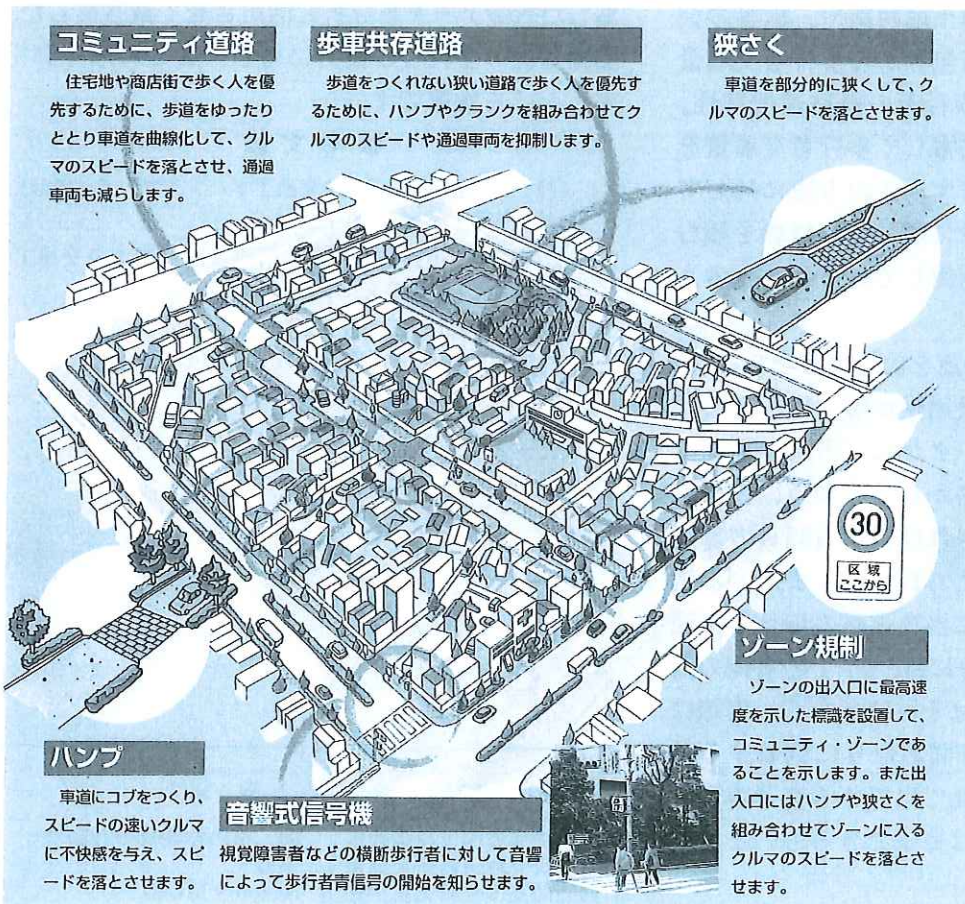 コミュニティ道路
住宅地や商店街で歩く人を優
先するために、歩道をゆったり
ととり車道を曲線化して、クル
マのスピードを落とさせ、通過
車両も減らします。
歩車共存道路
歩道をつくれない狭い道路で歩く人を優先す
るために、ハンプやクランクを組み合わせてク
ルマのスピードや通過車両を抑制します。
狭さく
車道を部分的に狭くして、ク
ルマのスピードを落とさせます。
30
区域
ここから
ゾーン規制
ゾーンの出入口に最高速
度を示した標識を設置して、
コミュニティ・ゾーンであ
ることを示します。また出
入口にはハンプや狭さくを
組み合わせてゾーンに入る
クルマのスピードを落とさ
せます。
ハンプ
車道にコブをつくり、
スピードの速いクルマ
に不快感を与え、スピ
ードを落とさせます。
音響式信号機
視覚障害者などの横断歩行者に対して音響
によって歩行者青信号の開始を知らせます。